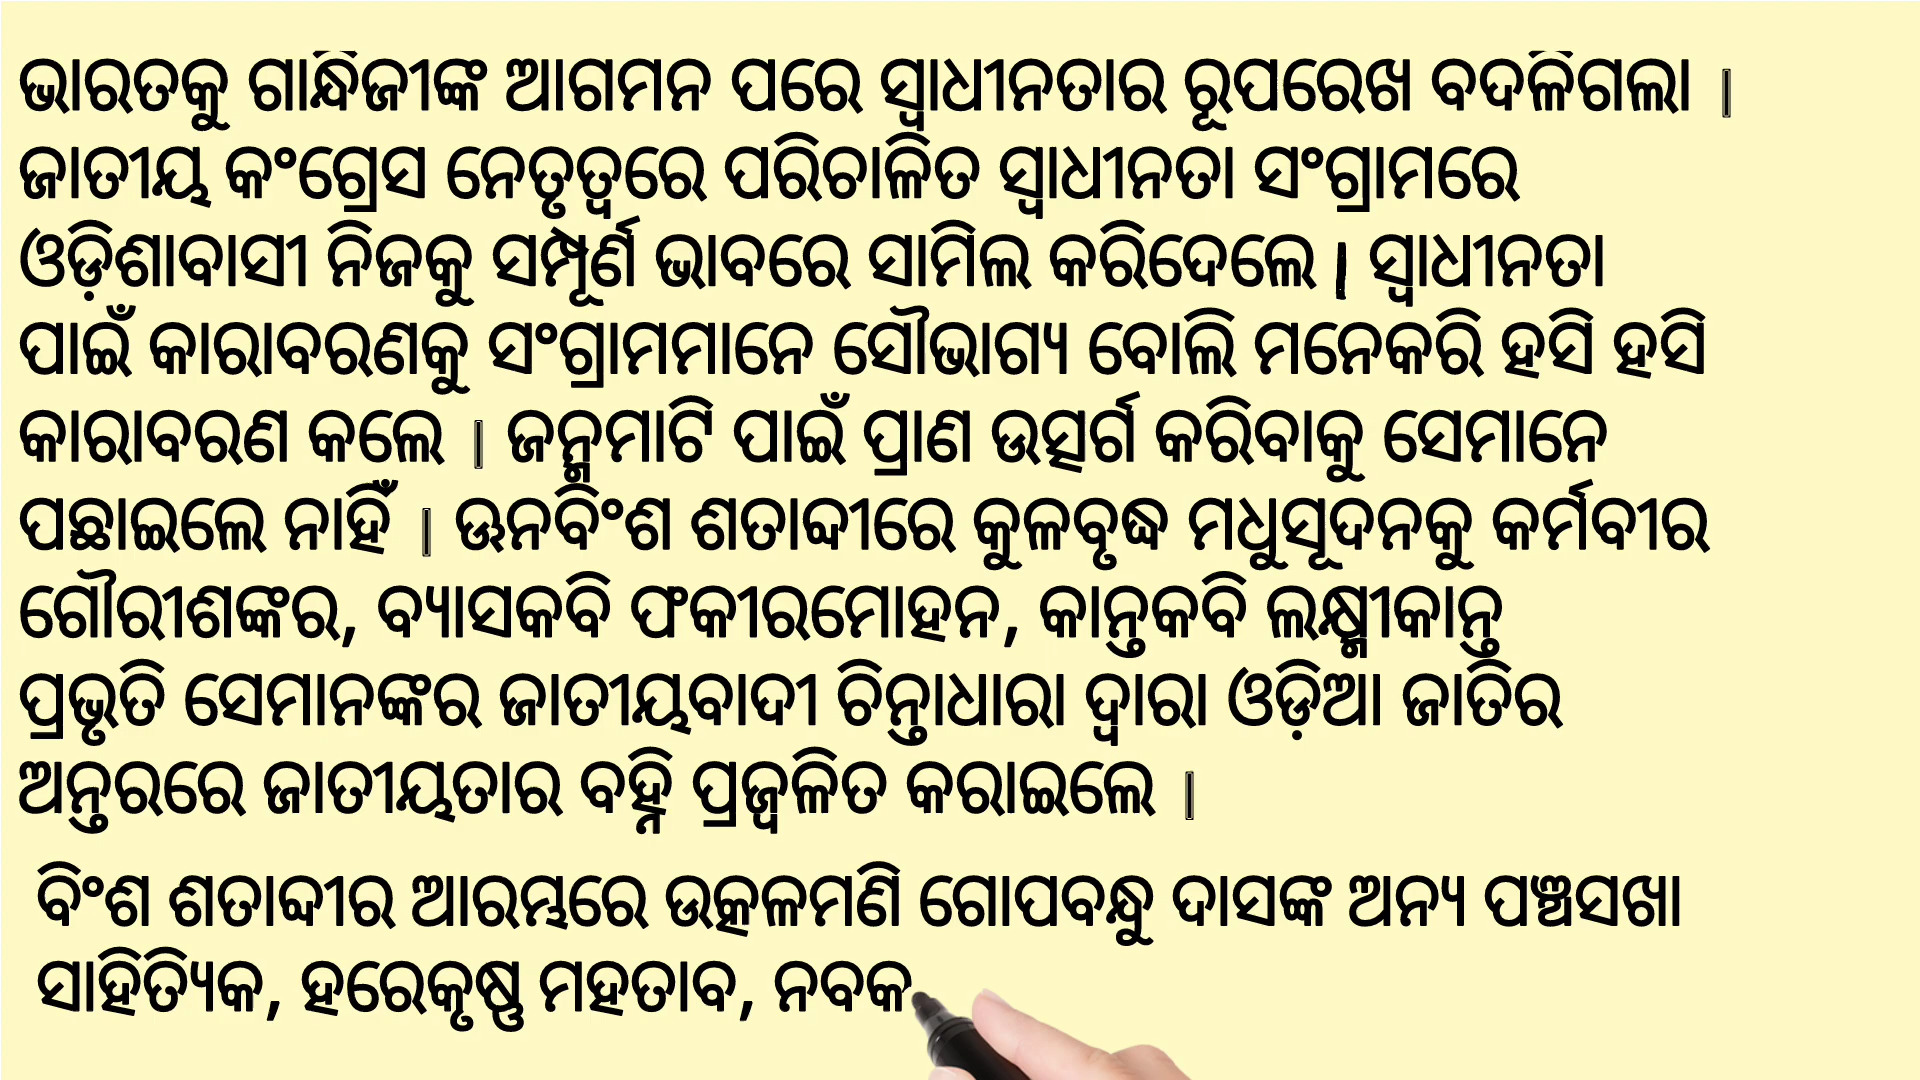 ଭାରତକୁ ଗାନ୍ଧିଜୀଙ୍କ ଆଗମନ ପରେ ସ୍ୱାଧୀନତାର ରୂପରେଖ ବଦଳିଗଲା ।
ଜାତୀୟ କଂଗ୍ରେସ ନେତୃତ୍ୱରେ ପରିଚାଳିତ ସ୍ୱାଧୀନତା ସଂଗ୍ରାମରେ
ଓଡ଼ିଶାବାସୀ ନିଜକୁ ସମ୍ପୂର୍ଣ ଭାବରେ ସାମିଲ କରିଦେଲେ | ସ୍ୱାଧୀନତା
ପାଇଁ କାରାବରଣକୁ ସଂଗ୍ରାମମାନେ ସୌଭାଗ୍ୟ ବୋଲି ମନେକରି ହସି ହସି
କାରାବରଣ କଲେ । ଜନ୍ମମାଟି ପାଇଁ ପ୍ରାଣ ଉତ୍ସର୍ଗ କରିବାକୁ ସେମାନେ
ପଛାଇଲେ ନାହିଁ । ଊନବିଂଶ ଶତାବ୍ଦୀରେ କୁଳବୃଦ୍ଧ ମଧୁସୂଦନକୁ କର୍ମବୀର
ଗୌରୀଶଙ୍କର, ବ୍ୟାସକବି ଫକୀରମୋହନ, କାନ୍ତକବି ଲକ୍ଷ୍ମୀକାନ୍ତ
ପ୍ରଭୃତି ସେମାନଙ୍କର ଜାତୀୟବାଦୀ ଚିନ୍ତାଧାରା ଦ୍ୱାରା ଓଡ଼ିଆ ଜାତିର
ଅନ୍ତରରେ ଜାତୀୟତାର ବହ୍ନି ପ୍ରଜ୍ୱଳିତ କରାଇଲେ ।
ବିଂଶ ଶତାବ୍ଦୀର ଆରମ୍ଭରେ ଉତ୍କଳମଣି ଗୋପବନ୍ଧୁ ଦାସଙ୍କ ଅନ୍ୟ ପଞ୍ଚସଖା
ସାହିତ୍ୟିକ, ହରେକୃଷ୍ଣ ମହତାବ, ନବକ